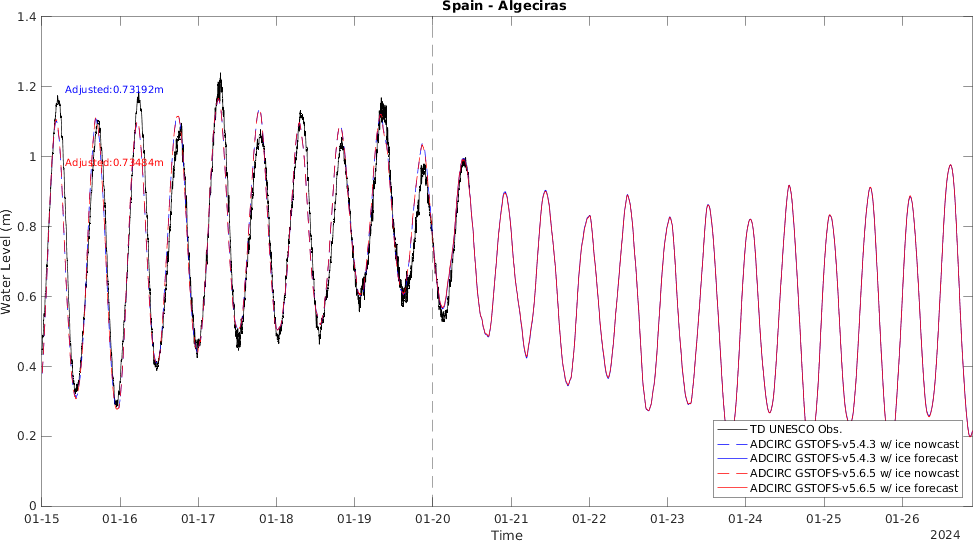 Spain - Algeciras
1.4
1.2
1
0.8
0.6
0.4
0.2
0
Water Level (m)
Adjusted:0.73192m
Adjusted:0.73484m
TD UNESCO Obs.
ADCIRC GSTOFS-v5.4.3 w/ ice nowcast
ADCIRC GSTOFS-v5.4.3 w/ ice forecast
ADCIRC GSTOFS-v5.6.5 w/ ice nowcast
ADCIRC GSTOFS-v5.6.5 w/ ice forecast
01-15 01-16 01-17 01-18 01-19 01-20 01-21 01-22 01-23 01-24 01-25 01-26
Time
2024